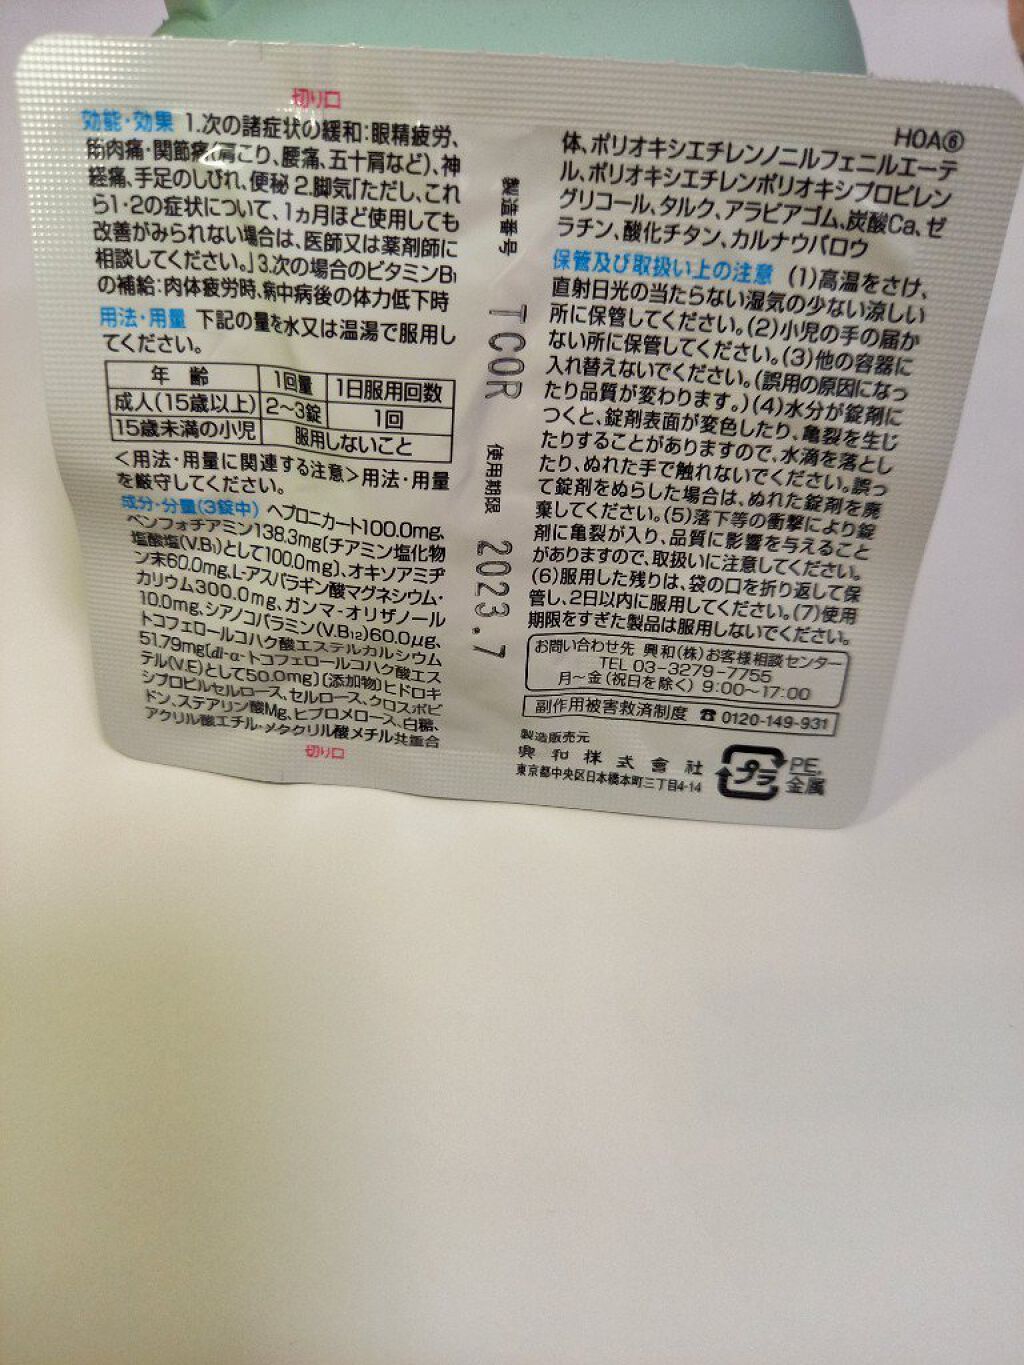 切り口
効能・効果 1.次の諸症状の緩和:眼精疲労、
筋肉痛・関節痛(肩こり、腰痛、五十肩など)、神
経痛、手足のしびれ、便秘 2.脚気「ただし、これ
ら1・2の症状について、1ヵ月ほど使用しても
改善がみられない場合は、医師又は薬剤師に
相談してください。」3.次の場合のビタミンB₁
の補給:肉体疲労時、病中病後の体力低下時
用法・用量 下記の量を水又は温湯で服用し
てください。
年 齢 1回量 1日服用回数
成人(15歳以上) 2〜3錠 1回
15歳未満の小児 服用しないこと
<用法・用量に関連する注意>用法・用量
を厳守してください。
成分・分量(3錠中) ヘプロニカート100.0mg、
ベンフォチアミン138.3mg[チアミン塩化物
塩酸塩(V.B₁)として100.0mg]、オキソアミヂ
ン末60.0mg、L-アスパラギン酸マグネシウム・
カリウム300.0mg、ガンマ-オリザノール
10.0mg、シアノコバラミン(V.B₁₂)60.0μg、
トコフェロールコハク酸エステルカルシウム
51.79mg[dl-α-トコフェロールコハク酸エス
テル(V.E)として50.0mg] [添加物]ヒドロキ
シプロピルセルロース、セルロース、クロスポビ
ドン、ステアリン酸Mg、ヒプロメロース、白糖、
アクリル酸エチル・メタクリル酸メチル共重合
切り口
製造番号 TCOR 使用期限 2023.7
HOA⑥
体、ポリオキシエチレンノニルフェニルエーテ
ル、ポリオキシエチレンポリオキシプロピレン
グリコール、タルク、アラビアゴム、炭酸Ca、ゼ
ラチン、酸化チタン、カルナウバロウ
保管及び取扱い上の注意 (1)高温をさけ、
直射日光の当たらない湿気の少ない涼しい
所に保管してください。(2)小児の手の届か
ない所に保管してください。(3)他の容器に
入れ替えないでください。(誤用の原因になっ
たり品質が変わります。)(4)水分が錠剤に
つくと、錠剤表面が変色したり、亀裂を生じ
たりすることがありますので、水滴を落とし
たり、ぬれた手で触れないでください。誤っ
て錠剤をぬらした場合は、ぬれた錠剤を廃
棄してください。(5)落下等の衝撃により錠
剤に亀裂が入り、品質に影響を与えること
がありますので、取扱いに注意してください。
(6)服用した残りは、袋の口を折り返して保
管し、2日以内に服用してください。(7)使用
期限をすぎた製品は服用しないでください。
お問い合わせ先 興和(株)お客様相談センター
TEL 03-3279-7755
月〜金(祝日を除く) 9:00〜17:00
副作用被害救済制度 ☎ 0120-149-931
製造販売元
興和株式會社
東京都中央区日本橋本町三丁目4-14
プラ
PE,
金属